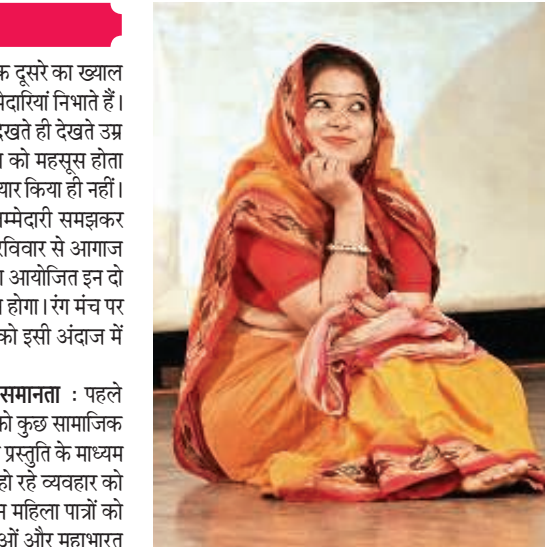 दूसरे का ख्याल
निभाते हैं।
देखते ही देखते उम्र
को महसूस होता
किया ही नहीं।
समझकर
रविवार से आगाज
आयोजित इन दो
होगा। रंग मंच पर
को इसी अंदाज में
समानता : पहले
को कुछ सामाजिक
प्रस्तुति के माध्यम
हो रहे व्यवहार को
महिला पात्रों को
और महाभारत